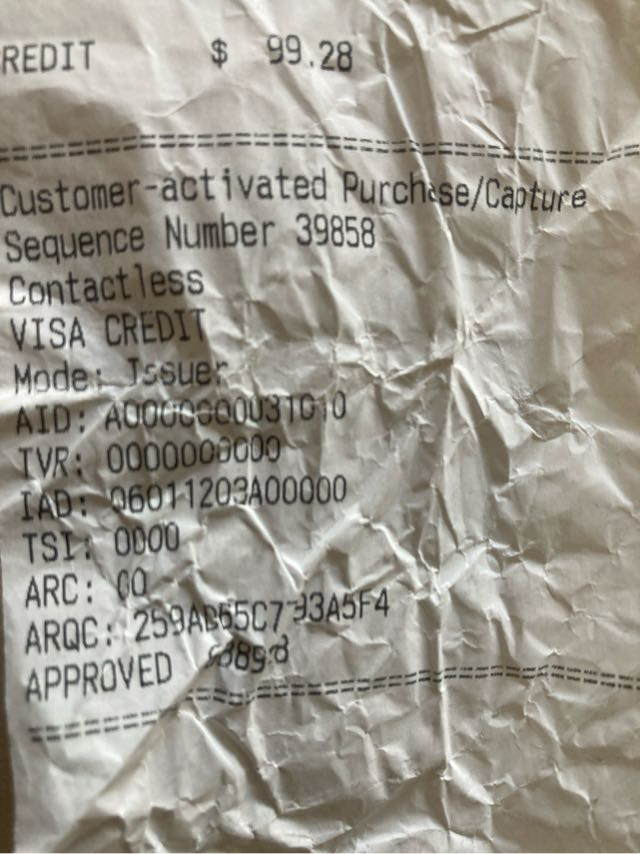 REDIT $ 99.28
Customer-activated Purchase/Capture
Sequence Number 39858
Contactless
VISA CREDIT
Mode: Issuer
AID: A0000000031010
TVR: 0000000000
IAD: 06011203A00000
TSI: 0000
ARC: 00
ARQC:
APPROVED